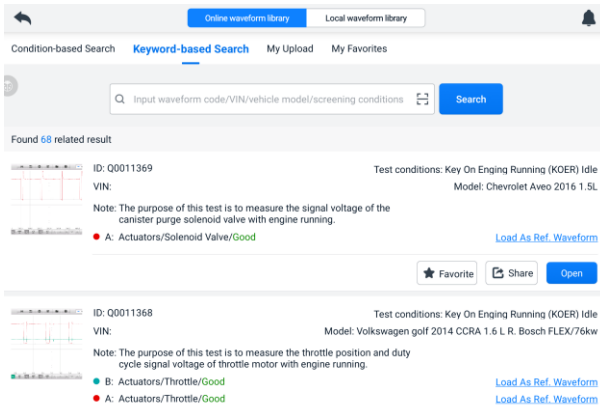 Online waveform library
Local waveform library
Condition-based Search
Keyword-based Search
My Upload
My Favorites
Input waveform code/VIN/vehicle model/screening conditions
Search
Found 68 related result
ID: Q0011369
Test conditions: Key On Enging Running (KOER) Idle
VIN:
Model: Chevrolet Aveo 2016 1.5L
Note: The purpose of this test is to measure the signal voltage of the
canister purge solenoid valve with engine running.
A: Actuators/Solenoid Valve/Good
Load As Ref. Waveform
Favorite
Share
Open
ID: Q0011368
Test conditions: Key On Enging Running (KOER) Idle
VIN:
Model: Volkswagen golf 2014 CCRA 1.6 L R. Bosch FLEX/76kw
Note: The purpose of this test is to measure the throttle position and duty
cycle signal voltage of throttle motor with engine running.
B: Actuators/Throttle/Good
Load As Ref. Waveform
A: Actuators/Throttle/Good
Load As Ref. Waveform